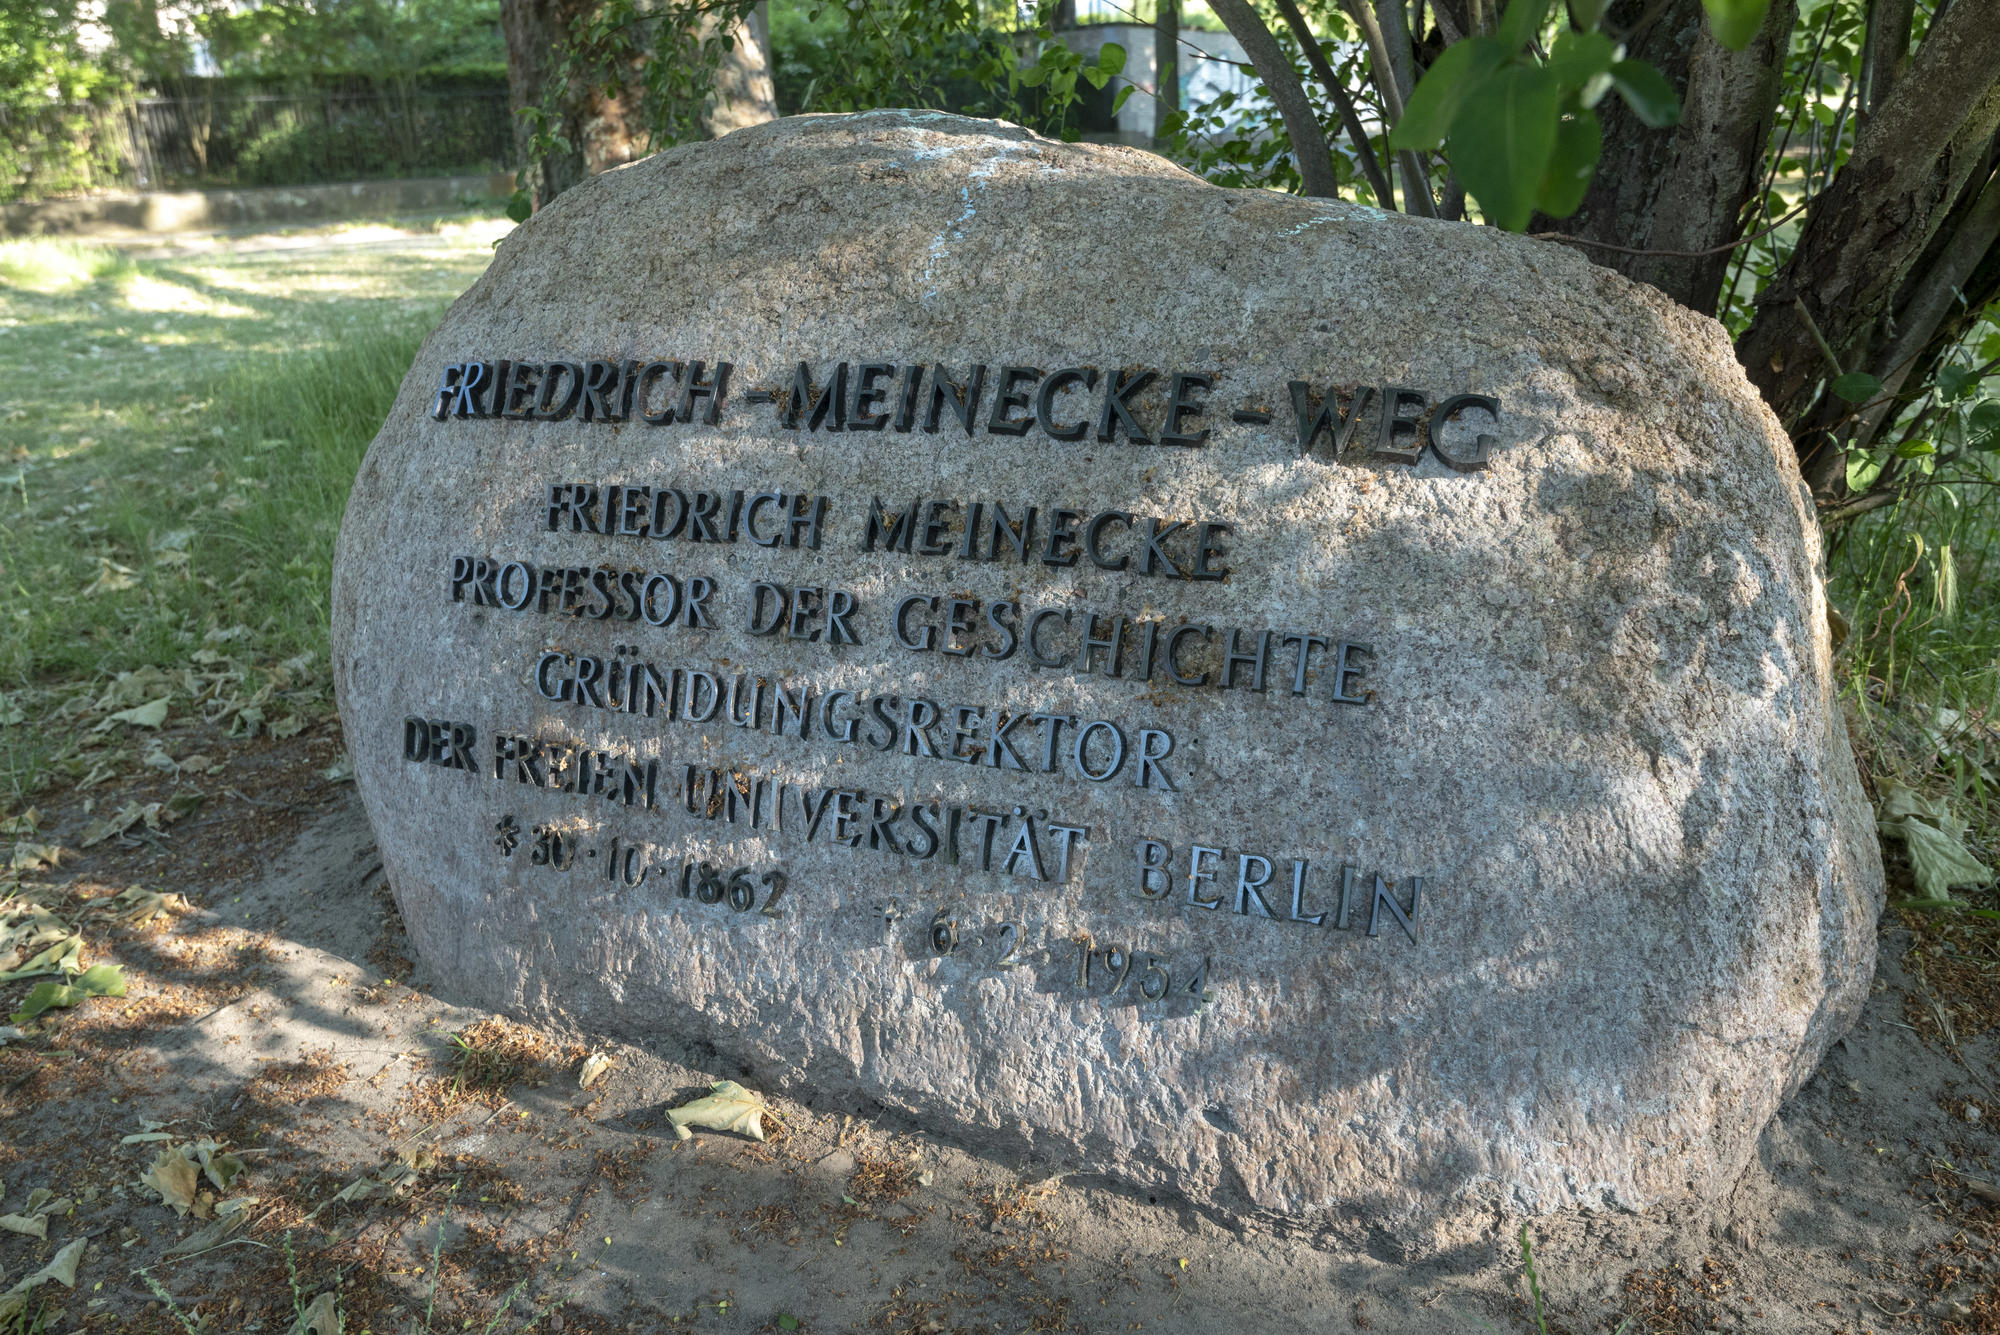 FRIEDRICH-MEINECKE-WEG
FRIEDRICH MEINECKE
PROFESSOR DER GESCHICHTE
GRÜNDUNGSREKTOR
DER FREIEN UNIVERSITÄT BERLIN
* 30·10·1862 † 6·2·1954